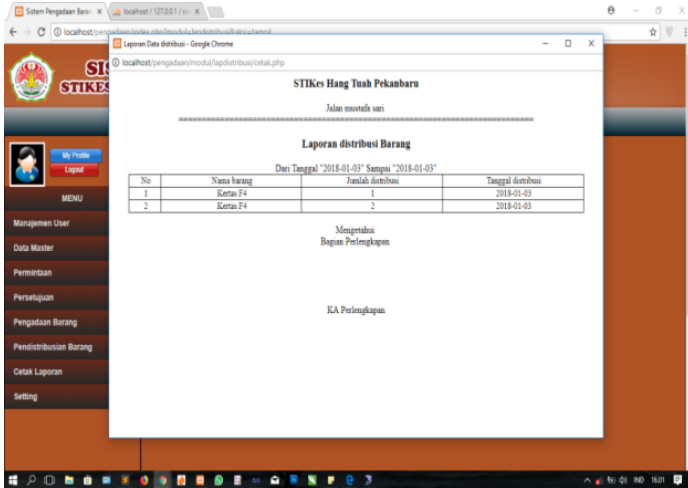 Sistem Pengadaan Baran
localhost / 127.0.0.1 /
localhost/pengadaan/index.php?modul=lapdistribusi&aksi=tampil
Laporan Data distribusi - Google Chrome
localhost/pengadaan/modul/lapdistribusi/cetak.php
SIS
STIKES
My Profile
Logout
MENU
Manajemen User
Data Master
Permintaan
Persetujuan
Pengadaan Barang
Pendistribusian Barang
Cetak Laporan
Setting
STIKes Hang Tuah Pekanbaru
Jalan mustafa sari
Laporan distribusi Barang
Dari Tanggal "2018-01-03" Sampai "2018-01-03"
No Nama barang Jumlah distribusi Tanggal distribusi
1 Kertas F4 1 2018-01-03
2 Kertas F4 2 2018-01-03
Mengetahui
Bagian Perlengkapan
KA Perlengkapan
IND 16.01